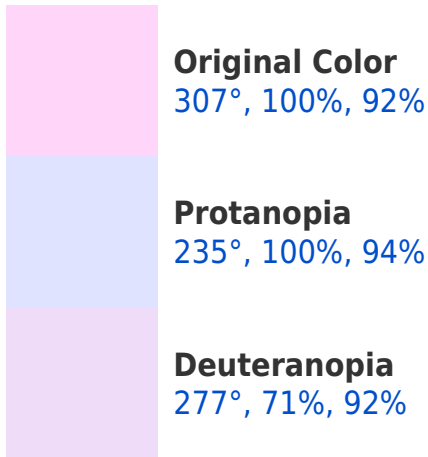 Original Color
307°, 100%, 92%
Protanopia
235°, 100%, 94%
Deuteranopia
277°, 71%, 92%